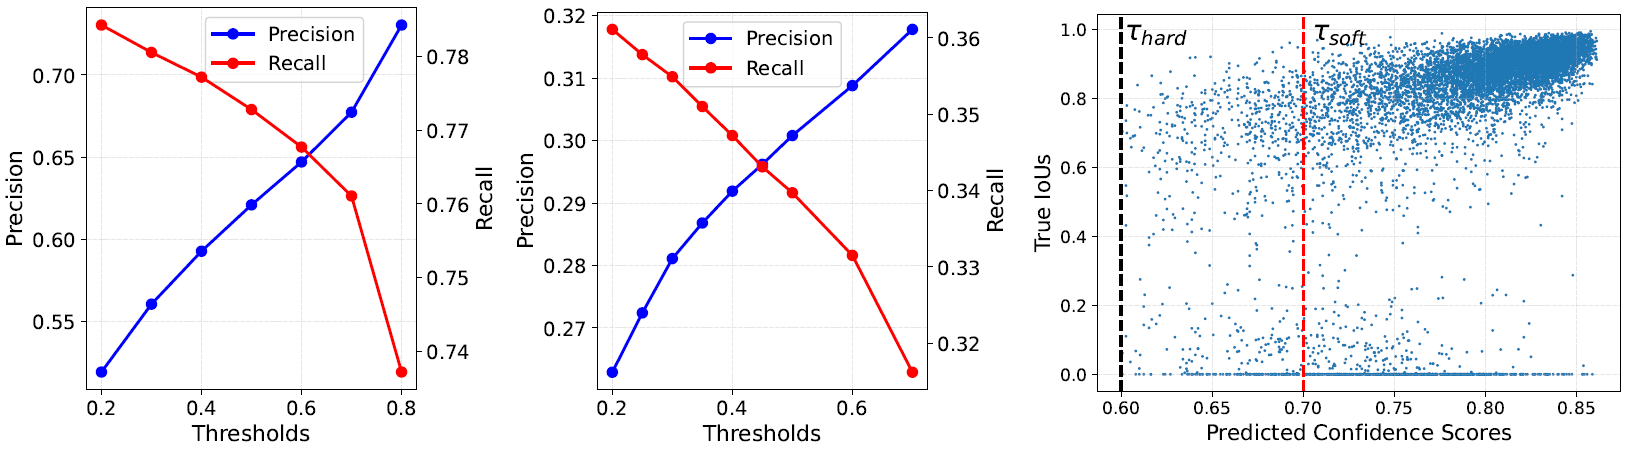 Precision
0.70
0.65
0.60
0.55
Precision
Recall
0.78
0.77
0.76
0.75
0.74
Recall
0.2 0.4 0.6 0.8
Thresholds
Precision
0.32
0.31
0.30
0.29
0.28
0.27
Precision
Recall
0.36
0.35
0.34
0.33
0.32
Recall
0.2 0.4 0.6
Thresholds
True IoUs
1.0
0.8
0.6
0.4
0.2
0.0
τhard
τsoft
0.60 0.65 0.70 0.75 0.80 0.85
Predicted Confidence Scores